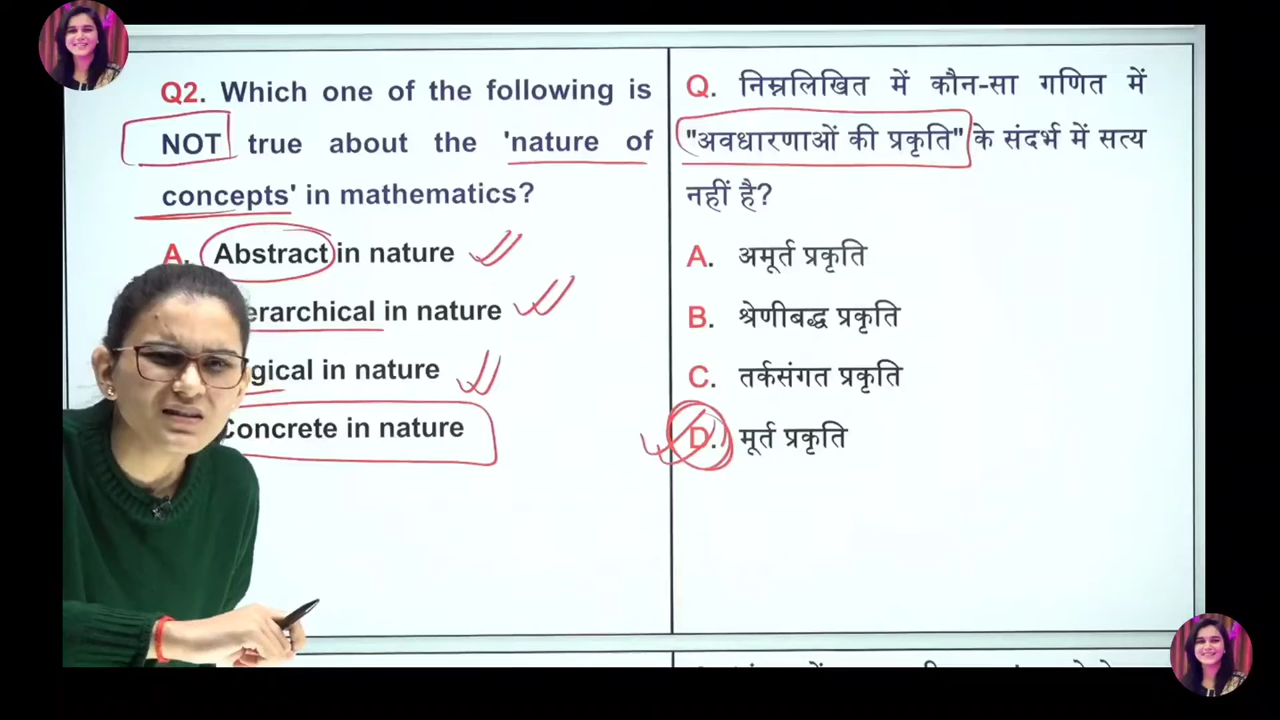 Q2. Which one of the following is
NOT true about the 'nature of
concepts' in mathematics?
A. Abstract in nature
erarchical in nature
gical in nature
Concrete in nature
Q. निम्नलिखित में कौन-सा गणित में
"अवधारणाओं की प्रकृति" के संदर्भ में सत्य
नहीं है?
A. अमूर्त प्रकृति
B. श्रेणीबद्ध प्रकृति
C. तर्कसंगत प्रकृति
D. मूर्त प्रकृति